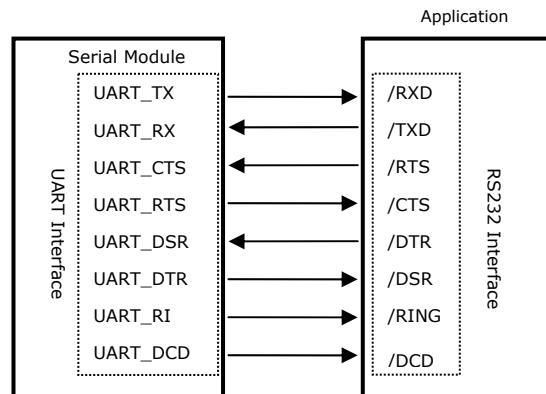 Application
Serial Module
UART Interface
UART_TX
UART_RX
UART_CTS
UART_RTS
UART_DSR
UART_DTR
UART_RI
UART_DCD
/RXD
/TXD
/RTS
/CTS
/DTR
/DSR
/RING
/DCD
RS232 Interface